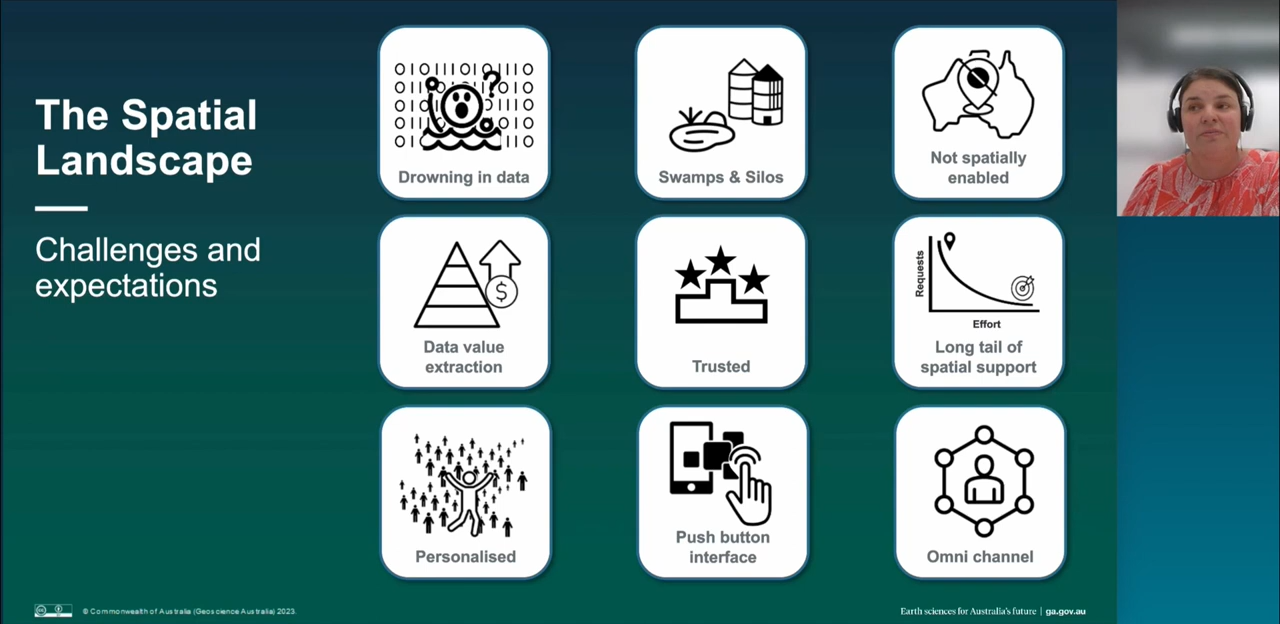 The Spatial
Landscape
Challenges and
expectations
Drowning in data
Swamps & Silos
Not spatially
enabled
Data value
extraction
Trusted
Requests
Effort
Long tail of
spatial support
Personalised
Push button
interface
Omni channel
© Commonwealth of Australia (Geoscience Australia) 2023.
Earth sciences for Australia's future | ga.gov.au